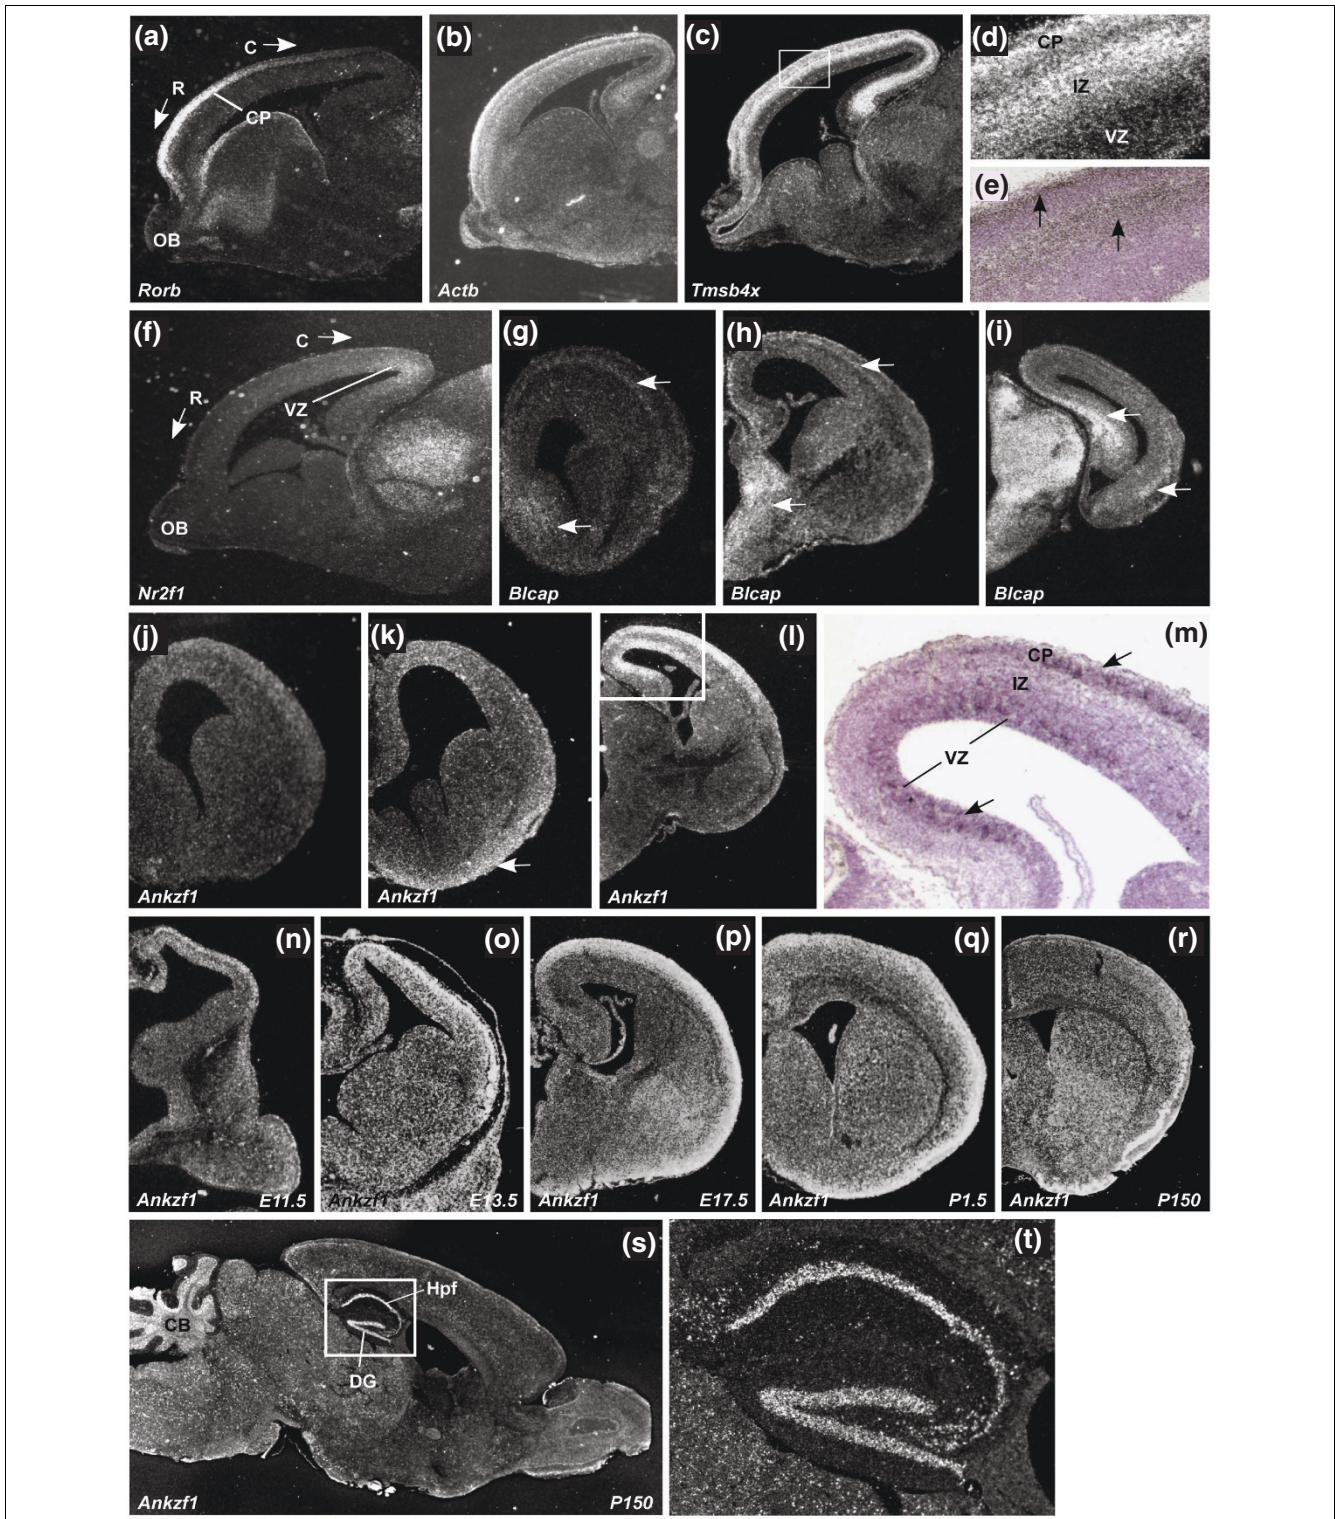 (a)
C
R
CP
OB
Rorb
(b)
Actb
(c)
Tmsb4x
(d)
CP
IZ
VZ
(e)
(f)
C
R
VZ
OB
Nr2f1
(g)
Blcap
(h)
Blcap
(i)
Blcap
(j)
Ankzf1
(k)
Ankzf1
(l)
Ankzf1
(m)
CP
IZ
VZ
(n)
Ankzf1 E11.5
(o)
Ankzf1 E13.5
(p)
Ankzf1 E17.5
(q)
Ankzf1 P1.5
(r)
Ankzf1 P150
(s)
Hpf
CB
DG
Ankzf1 P150
(t)